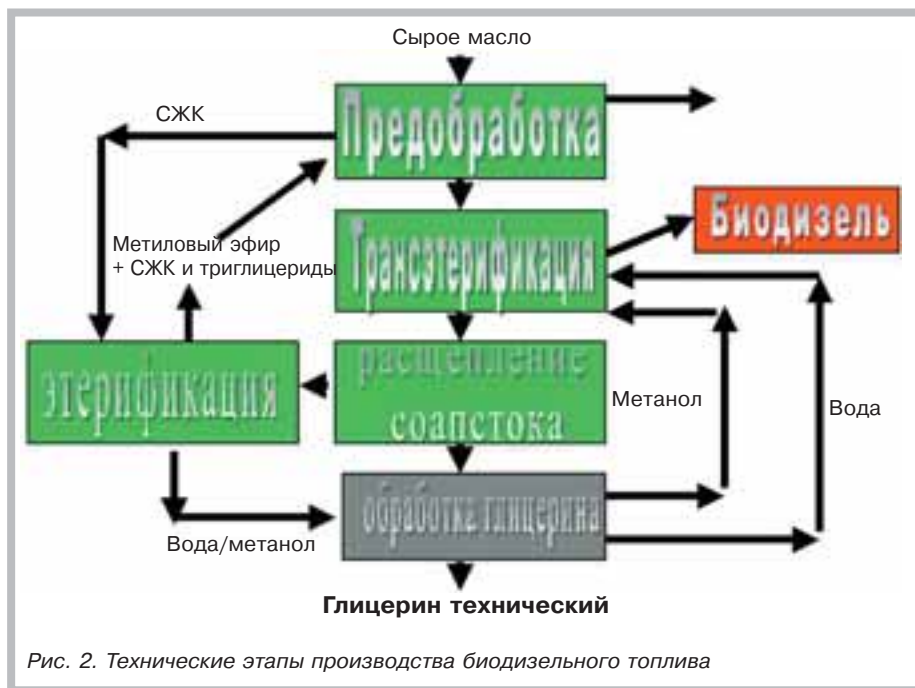 Сырое масло
СЖК
Предобработка
Биодизель
Метиловый эфир
+ СЖК и триглицериды
Трансэтерификация
этерификация
расщепление
соапстока
Метанол
Вода
обработка глицерина
Вода/метанол
Глицерин технический
Рис. 2. Технические этапы производства биодизельного топлива